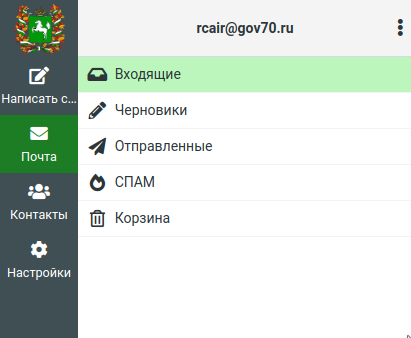 rcair@gov70.ru
Написать с...
Почта
Контакты
Настройки
Входящие
Черновики
Отправленные
СПАМ
Корзина